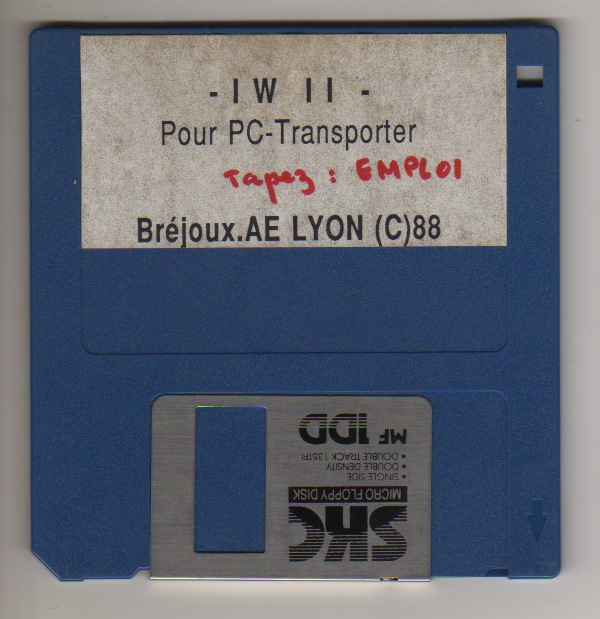 - I W II -
Pour PC-Transporter
Tapez : EMPLOI
Bréjoux.AE LYON (C)88
MF 1DD
• DOUBLE TRACK 135TPI
• DOUBLE DENSITY
• SINGLE SIDE
MICRO FLOPPY DISK
SKC